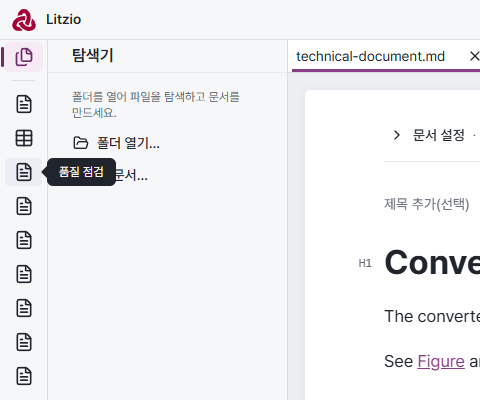 Litzio
탐색기
technical-document.md
폴더를 열어 파일을 탐색하고 문서를
만드세요.
문서 설정 ·
폴더 열기...
품질 점검
문서...
제목 추가(선택)
H1
Conve
The converte
See Figure a